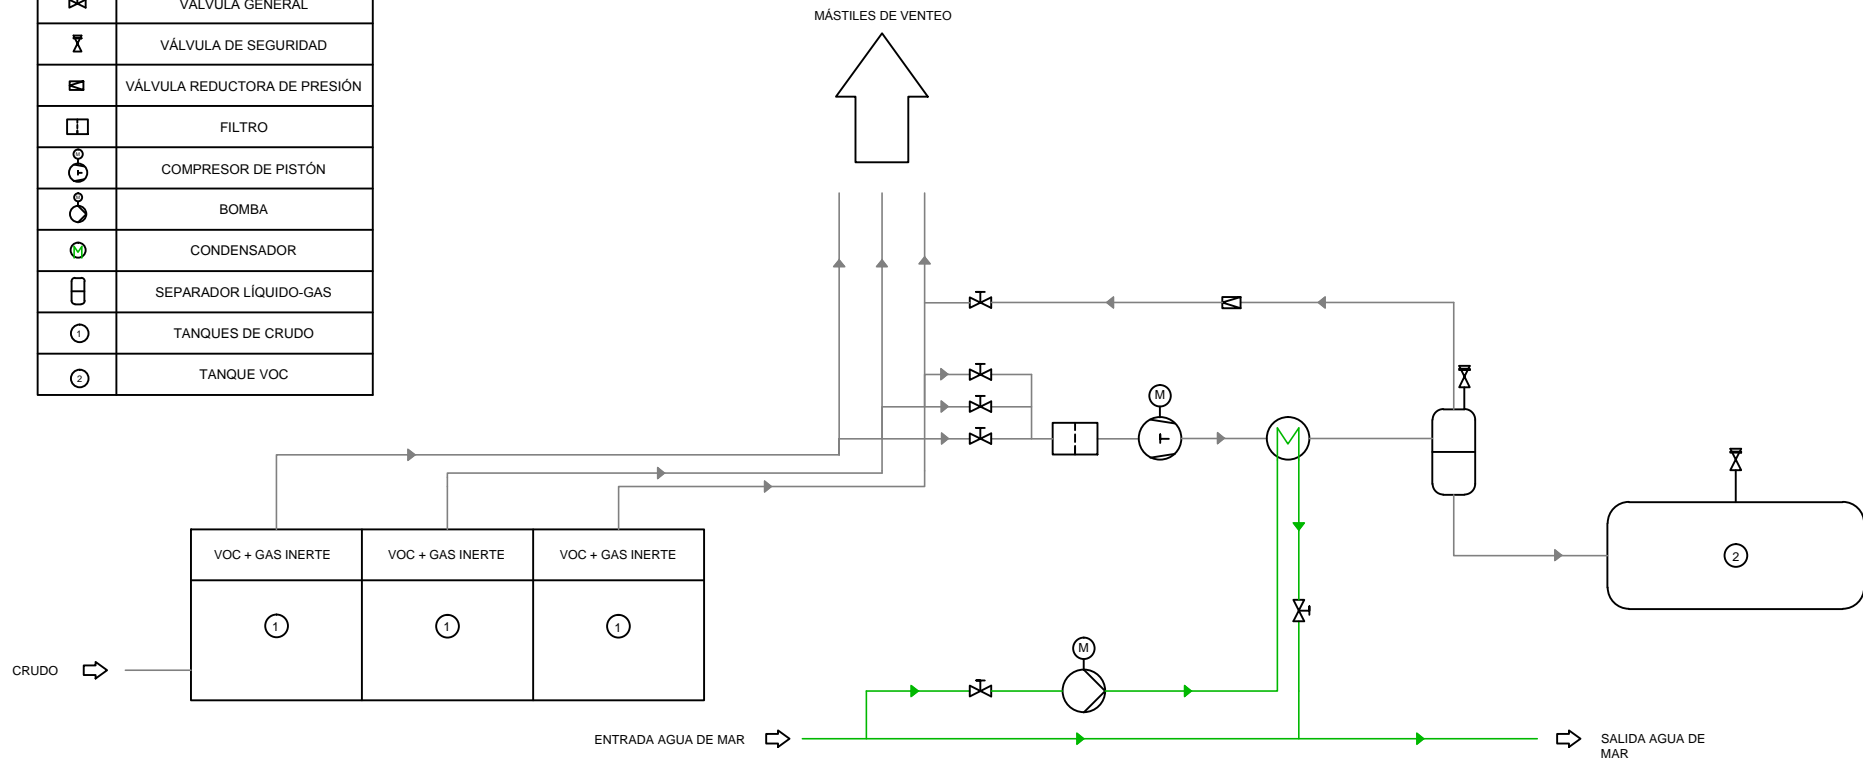 VÁLVULA GENERAL
VÁLVULA DE SEGURIDAD
VÁLVULA REDUCTORA DE PRESIÓN
FILTRO
M
COMPRESOR DE PISTÓN
M
BOMBA
CONDENSADOR
SEPARADOR LÍQUIDO-GAS
1
TANQUES DE CRUDO
2
TANQUE VOC
MÁSTILES DE VENTEO
M
VOC + GAS INERTE
VOC + GAS INERTE
VOC + GAS INERTE
2
1
1
1
M
CRUDO
ENTRADA AGUA DE MAR
SALIDA AGUA DE
MAR